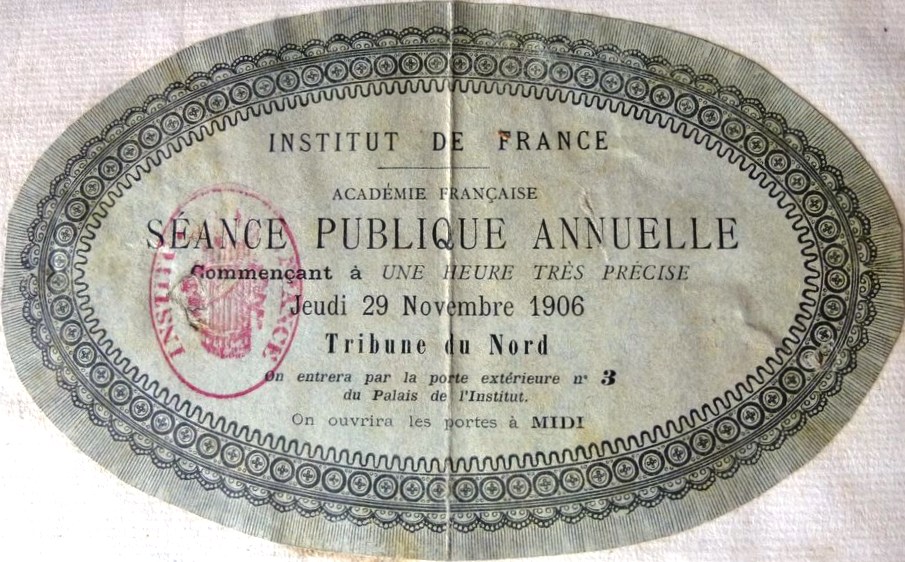 INSTITUT DE FRANCE
ACADÉMIE FRANÇAISE
SÉANCE PUBLIQUE ANNUELLE
Commençant à UNE HEURE TRÈS PRÉCISE
Jeudi 29 Novembre 1906
Tribune du Nord
On entrera par la porte extérieure nº 3
du Palais de l'Institut.
On ouvrira les portes à MIDI